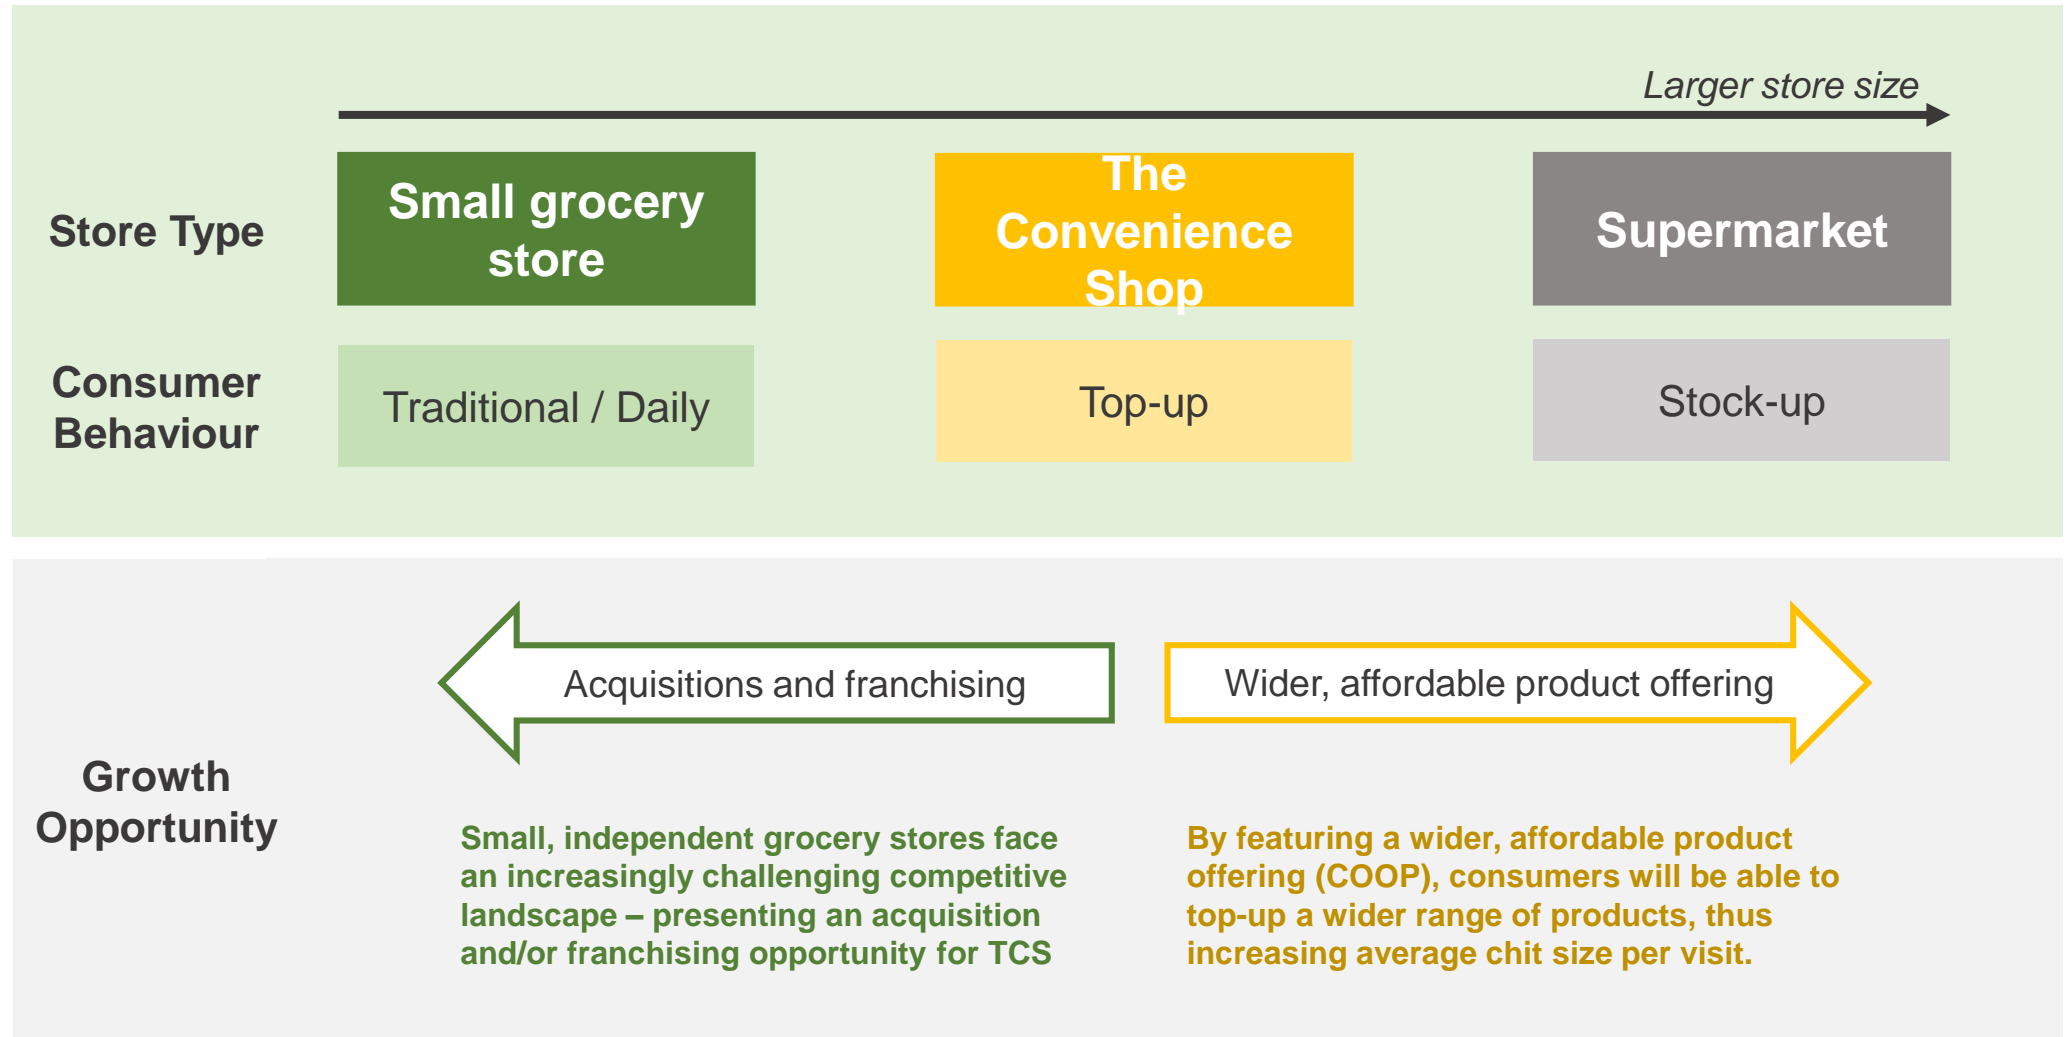 Larger store size
Store Type
Small grocery
store
The
Convenience
Shop
Supermarket
Consumer
Behaviour
Traditional / Daily
Top-up
Stock-up
Growth
Opportunity
Acquisitions and franchising
Wider, affordable product offering
Small, independent grocery stores face
an increasingly challenging competitive
landscape – presenting an acquisition
and/or franchising opportunity for TCS
By featuring a wider, affordable product
offering (COOP), consumers will be able to
top-up a wider range of products, thus
increasing average chit size per visit.